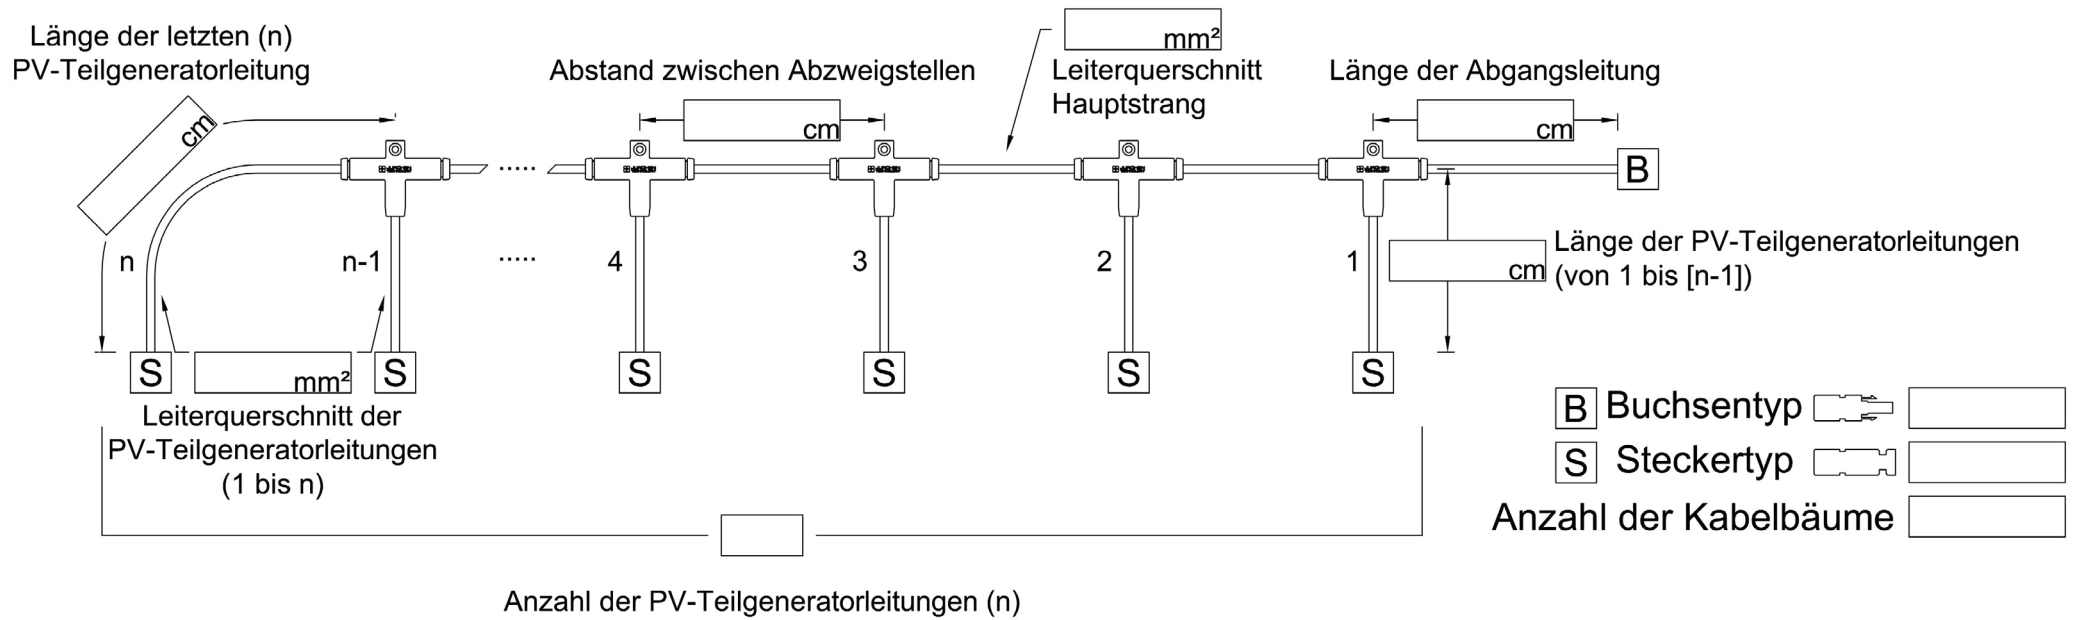 Länge der letzten (n)
PV-Teilgeneratorleitung
cm
Abstand zwischen Abzweigstellen
cm
mm²
Leiterquerschnitt
Hauptstrang
Länge der Abgangsleitung
cm
B
.....
n
n-1
.....
4
3
2
1
cm
Länge der PV-Teilgeneratorleitungen
(von 1 bis [n-1])
S
mm²
S
S
S
S
S
Leiterquerschnitt der
PV-Teilgeneratorleitungen
(1 bis n)
B Buchsentyp
S Steckertyp
Anzahl der Kabelbäume
Anzahl der PV-Teilgeneratorleitungen (n)